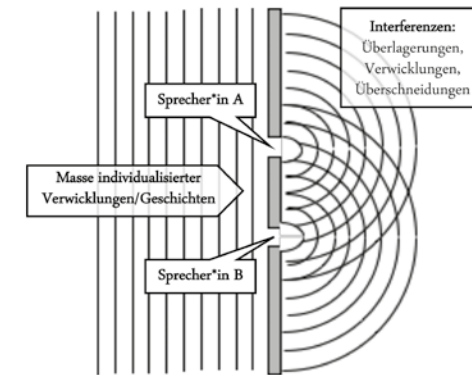 Interferenzen:
Überlagerungen,
Verwicklungen,
Überschneidungen
Sprecher*in A
Masse individualisierter
Verwicklungen/Geschichten
Sprecher*in B